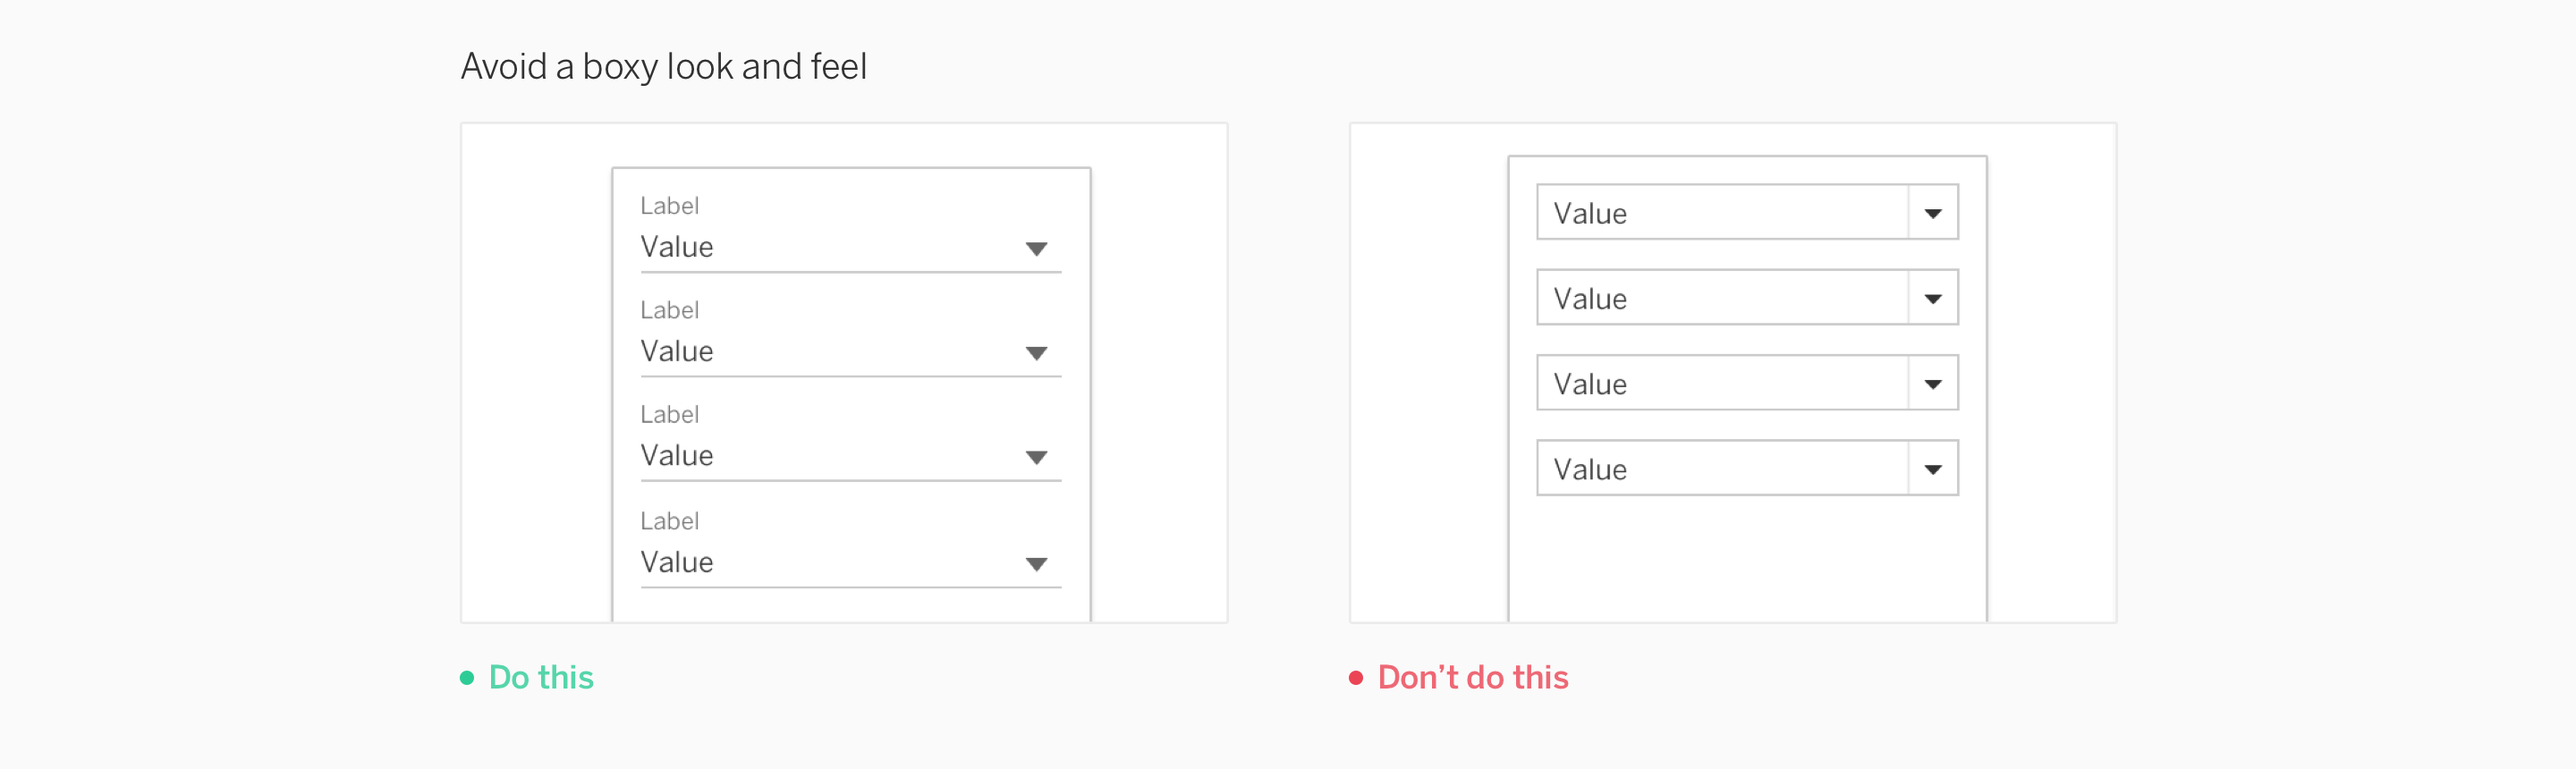 Avoid a boxy look and feel
Label
Value
Label
Value
Label
Value
Label
Value
Do this
Value
Value
Value
Value
Don’t do this